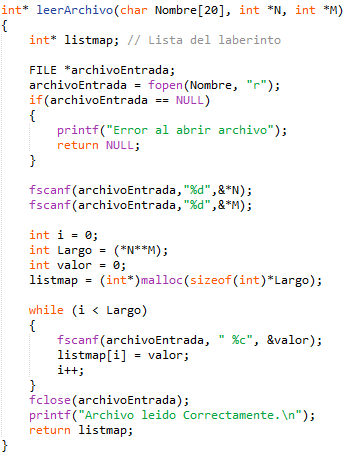 int* leerArchivo(char Nombre[20], int *N, int *M)
{
    int* listmap; // Lista del laberinto

    FILE *archivoEntrada;
    archivoEntrada = fopen(Nombre, "r");
    if(archivoEntrada == NULL)
    {
        printf("Error al abrir archivo");
        return NULL;
    }

    fscanf(archivoEntrada,"%d",&*N);
    fscanf(archivoEntrada,"%d",&*M);

    int i = 0;
    int Largo = (*N**M);
    int valor = 0;
    listmap = (int*)malloc(sizeof(int)*Largo);

    while (i < Largo)
    {
        fscanf(archivoEntrada, " %c", &valor);
        listmap[i] = valor;
        i++;
    }
    fclose(archivoEntrada);
    printf("Archivo leido Correctamente.\n");
    return listmap;
}